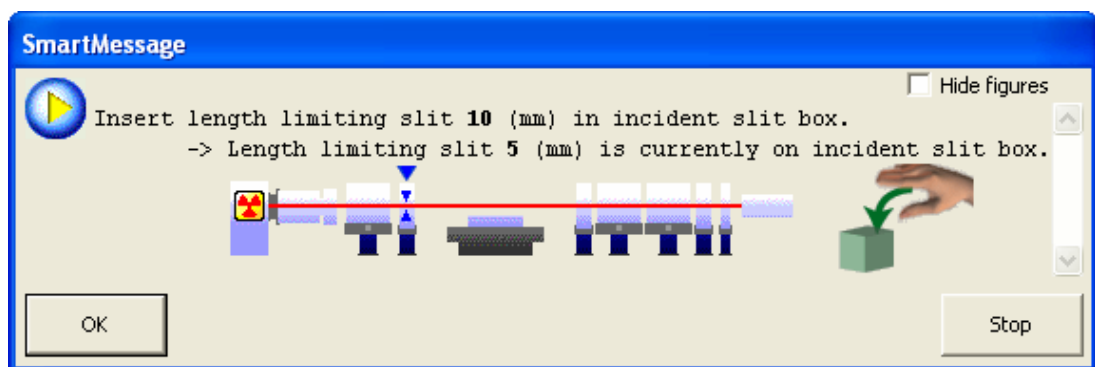 SmartMessage
Hide figures
Insert length limiting slit 10 (mm) in incident slit box.
-> Length limiting slit 5 (mm) is currently on incident slit box.
OK
Stop